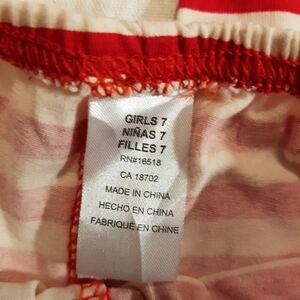 GIRLS 7
NIÑAS 7
FILLES 7
RN#16518
CA 18702
MADE IN CHINA
HECHO EN CHINA
FABRIQUÉ EN CHINE